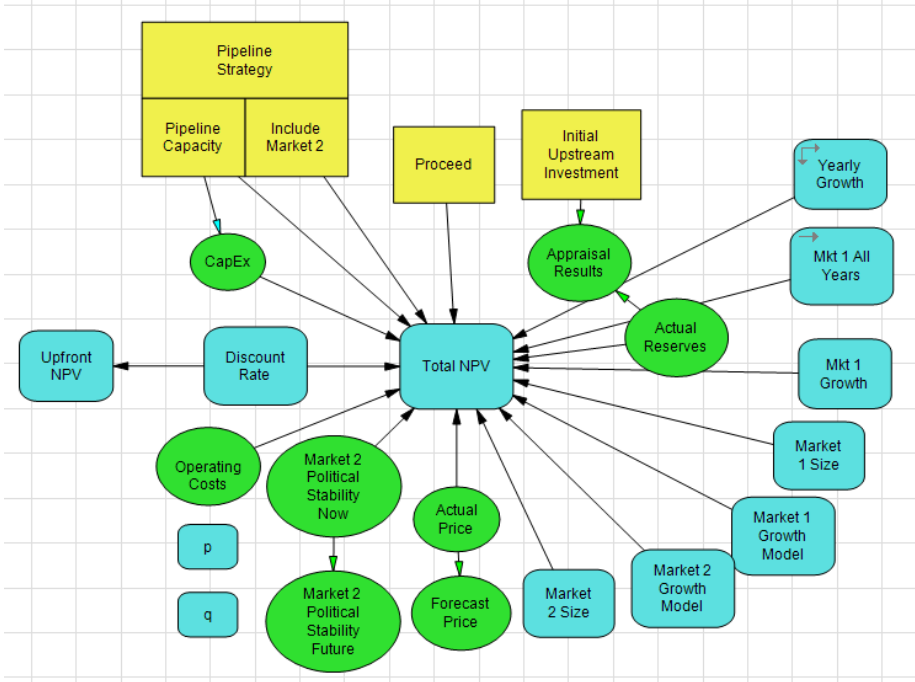 Pipeline
Strategy
Pipeline
Capacity
Include
Market 2
Proceed
Initial
Upstream
Investment
Yearly
Growth
CapEx
Appraisal
Results
Mkt 1 All
Years
Actual
Reserves
Upfront
NPV
Discount
Rate
Total NPV
Mkt 1
Growth
Operating
Costs
Market 2
Political
Stability
Now
Actual
Price
Market
1 Size
Market 1
Growth
Model
p
q
Market 2
Political
Stability
Future
Forecast
Price
Market
2 Size
Market 2
Growth
Model